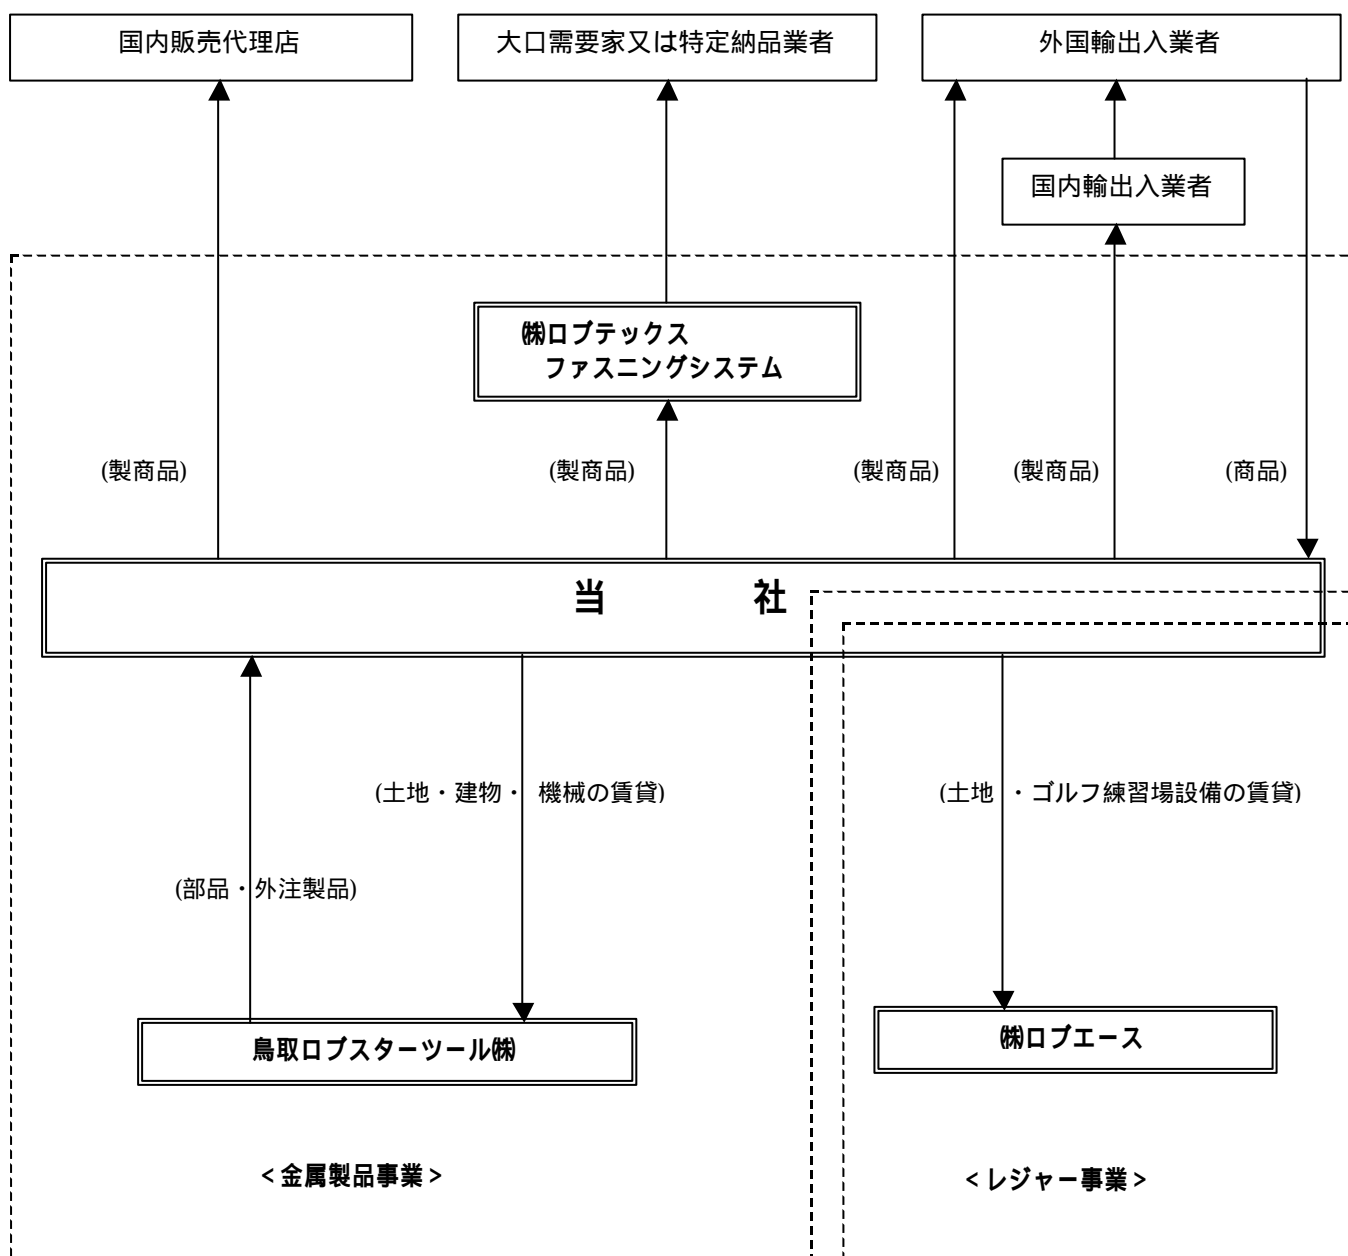 国内販売代理店
大口需要家又は特定納品業者
外国輸出入業者
国内輸出入業者
㈱ロブテックス
ファスニングシステム
(製商品)
(製商品)
(製商品)
(製商品)
(商品)
当 社
(土地・建物・ 機械の賃貸)
(土地 ・ゴルフ練習場設備の賃貸)
(部品・外注製品)
鳥取ロブスターツール㈱
㈱ロブエース
<金属製品事業>
<レジャー事業>